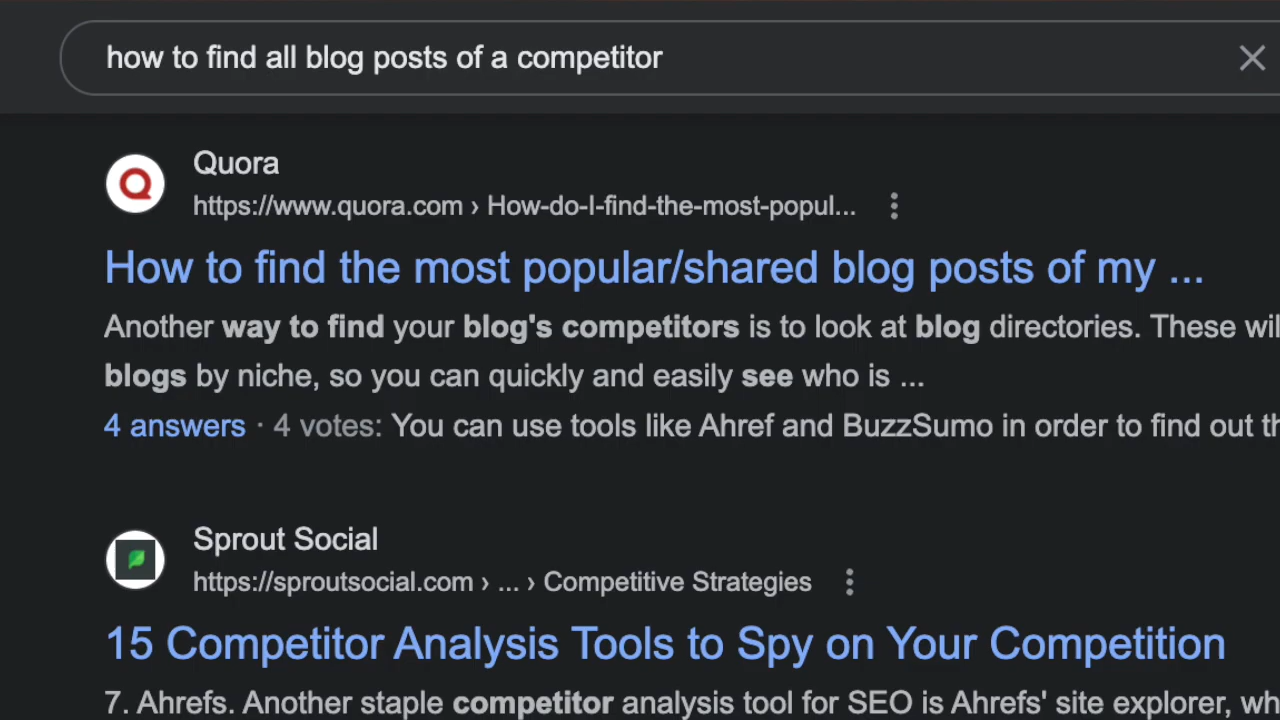 how to find all blog posts of a competitor
Quora
https://www.quora.com › How-do-I-find-the-most-popul...
How to find the most popular/shared blog posts of my ...
Another way to find your blog's competitors is to look at blog directories. These
blogs by niche, so you can quickly and easily see who is ...
4 answers · 4 votes: You can use tools like Ahref and BuzzSumo in order to find out
Sprout Social
https://sproutsocial.com › ... › Competitive Strategies
15 Competitor Analysis Tools to Spy on Your Competition
7. Ahrefs. Another staple competitor analysis tool for SEO is Ahrefs' site explorer,